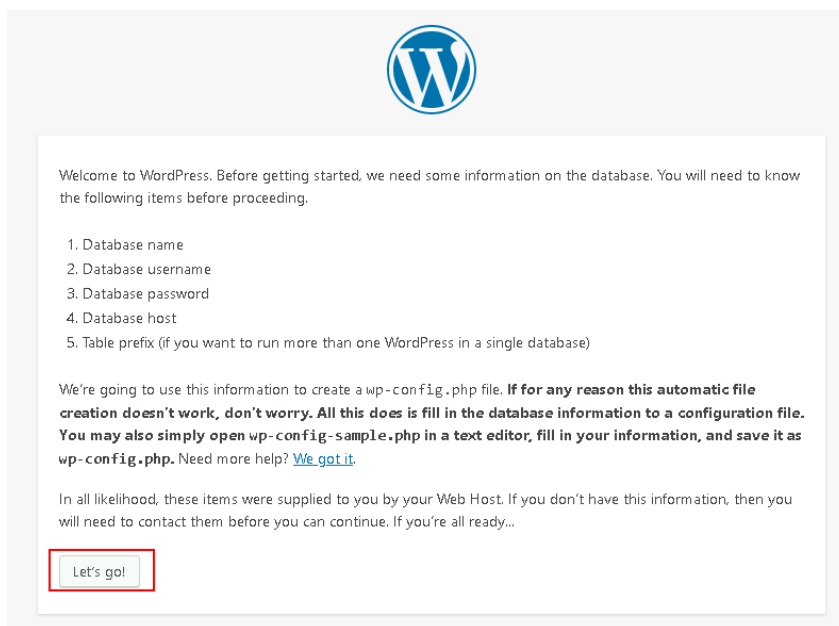 Welcome to WordPress. Before getting started, we need some information on the database. You will need to know
the following items before proceeding.
1. Database name
2. Database username
3. Database password
4. Database host
5. Table prefix (if you want to run more than one WordPress in a single database)
We're going to use this information to create a wp-config.php file. If for any reason this automatic file
creation doesn't work, don't worry. All this does is fill in the database information to a configuration file.
You may also simply open wp-config-sample.php in a text editor, fill in your information, and save it as
wp-config.php. Need more help? We got it.
In all likelihood, these items were supplied to you by your Web Host. If you don't have this information, then you
will need to contact them before you can continue. If you're all ready...
Let's go!